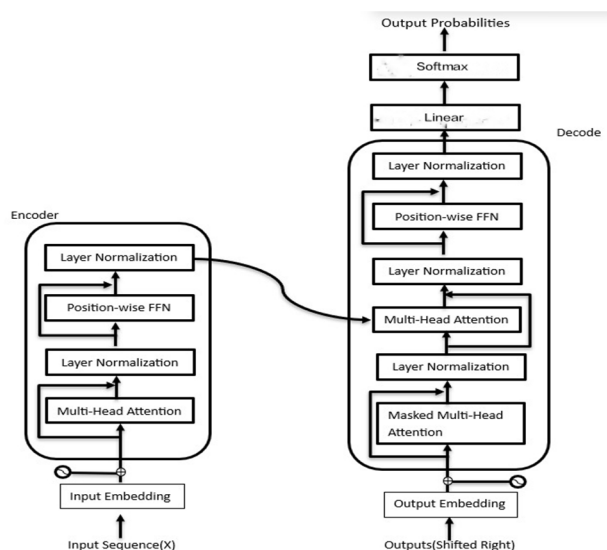 Output Probabilities
Softmax
Linear
Decode
Layer Normalization
Position-wise FFN
Layer Normalization
Multi-Head Attention
Layer Normalization
Masked Multi-Head
Attention
Output Embedding
Outputs(Shifted Right)
Encoder
Layer Normalization
Position-wise FFN
Layer Normalization
Multi-Head Attention
Input Embedding
Input Sequence(X)